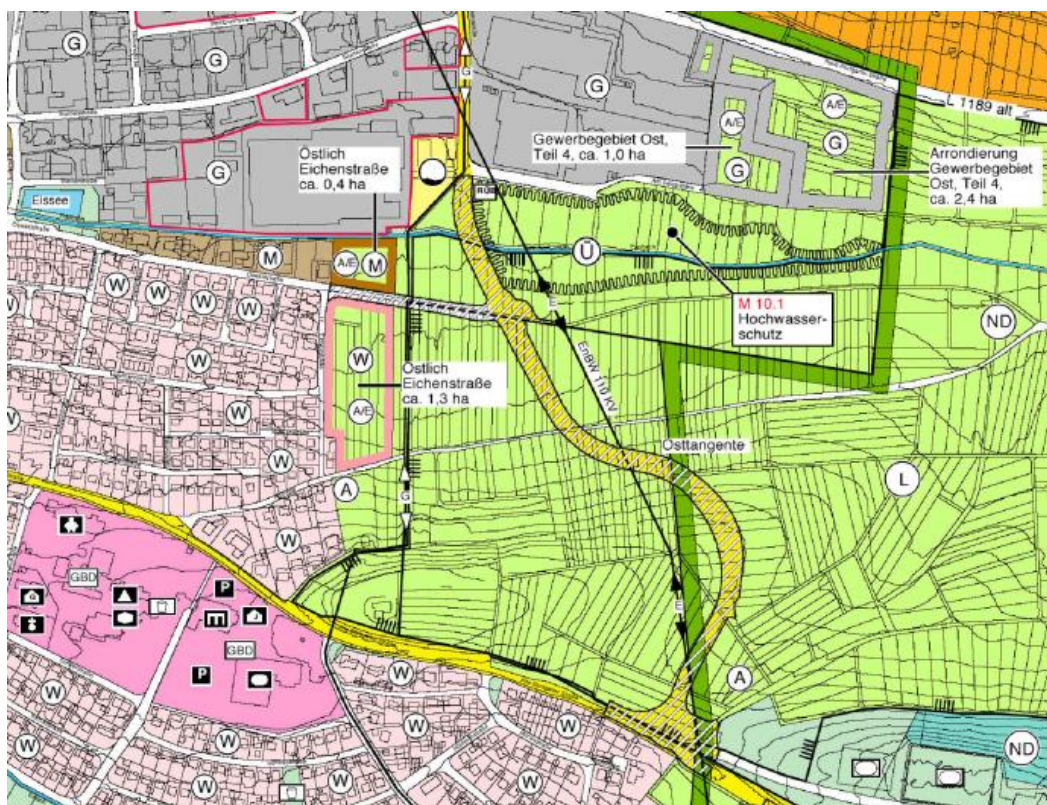 G
G
G
G
G
G
L 1189 alt
A/E
A/E
G
G
Gewerbegebiet Ost,
Teil 4, ca. 1,0 ha
Arrondierung
Gewerbegebiet
Ost, Teil 4,
ca. 2,4 ha
Östlich
Eichenstraße
ca. 0,4 ha
Eissee
RÜB
M
A/E
M
Ü
E
M 10.1
Hochwasser-
schutz
ND
W
W
W
W
W
W
W
W
W
A/E
Östlich
Eichenstraße
ca. 1,3 ha
EnBW 110 KV
Osttangente
W
W
A
G
L
W
GBD
P
GBD
P
E
A
W
W
W
W
W
W
W
W
W
ND